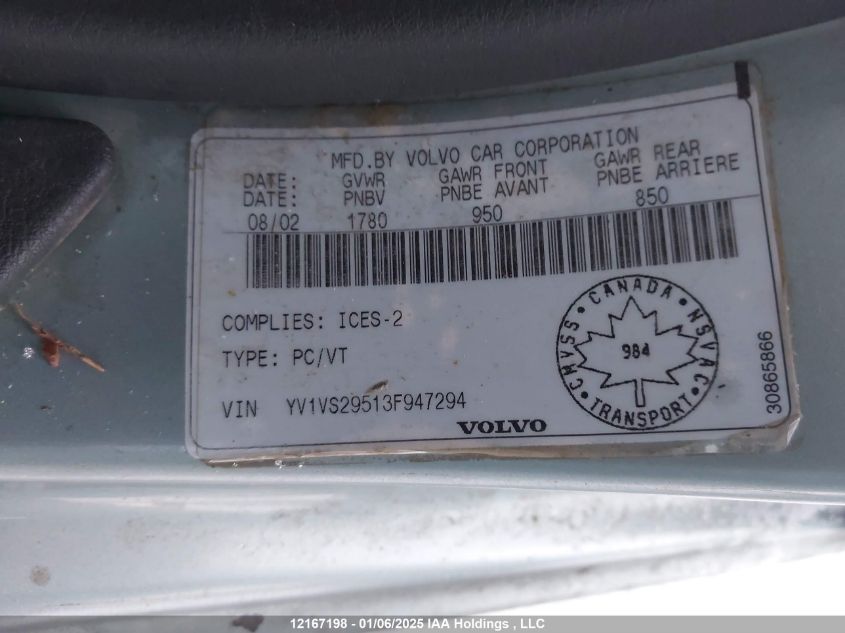 MFD.BY VOLVO CAR CORPORATION
DATE: GVWR GAWR FRONT GAWR REAR
DATE: PNBV PNBE AVANT PNBE ARRIERE
08/02 1780 950 850
COMPLIES: ICES-2
TYPE: PC/VT
VIN YV1VS29513F947294
VOLVO
CANADA
CMVSS
984
NSVAC
TRANSPORT
30865866
12167198 - 01/06/2025 IAA Holdings, LLC